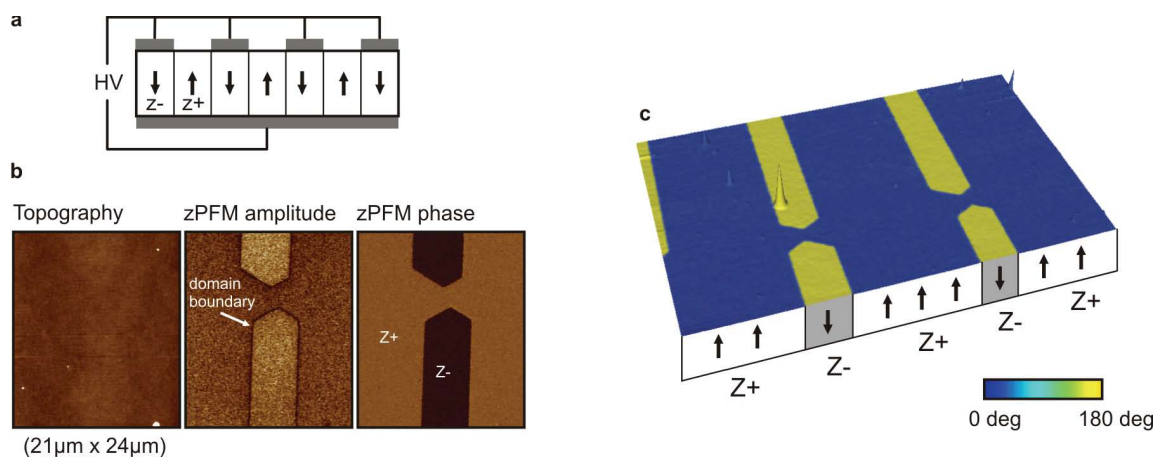 a
HV
z-
z+
b
Topography
zPFM amplitude
zPFM phase
domain
boundary
Z+
Z-
(21µm x 24µm)
c
Z+
Z-
Z+
Z-
Z+
0 deg
180 deg